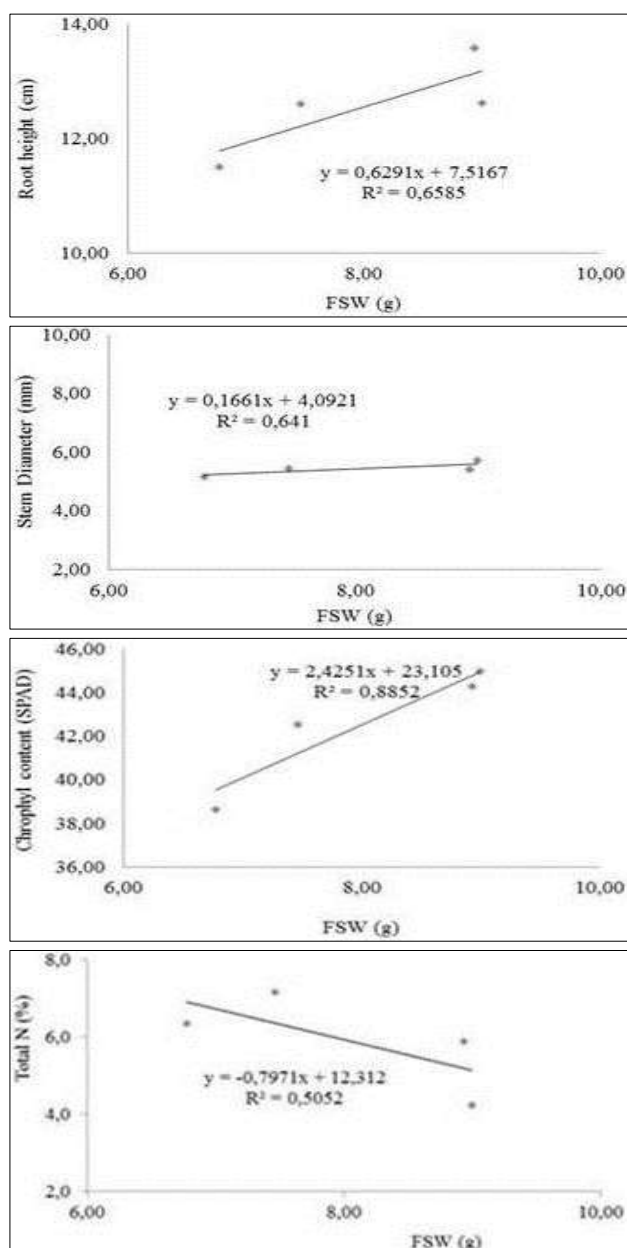 14,00
12,00
10,00
Root height (cm)
y = 0,6291x + 7,5167
R² = 0,6585
6,00 8,00 10,00
FSW (g)
10,00
8,00
6,00
4,00
2,00
Stem Diameter (mm)
y = 0,1661x + 4,0921
R² = 0,641
6,00 8,00 10,00
FSW (g)
46,00
44,00
42,00
40,00
38,00
36,00
Chrophyl content (SPAD)
y = 2,4251x + 23,105
R² = 0,8852
6,00 8,00 10,00
FSW (g)
8,0
6,0
4,0
2,0
Total N (%)
y = -0,7971x + 12,312
R² = 0,5052
6,00 8,00 10,00
FSW (g)